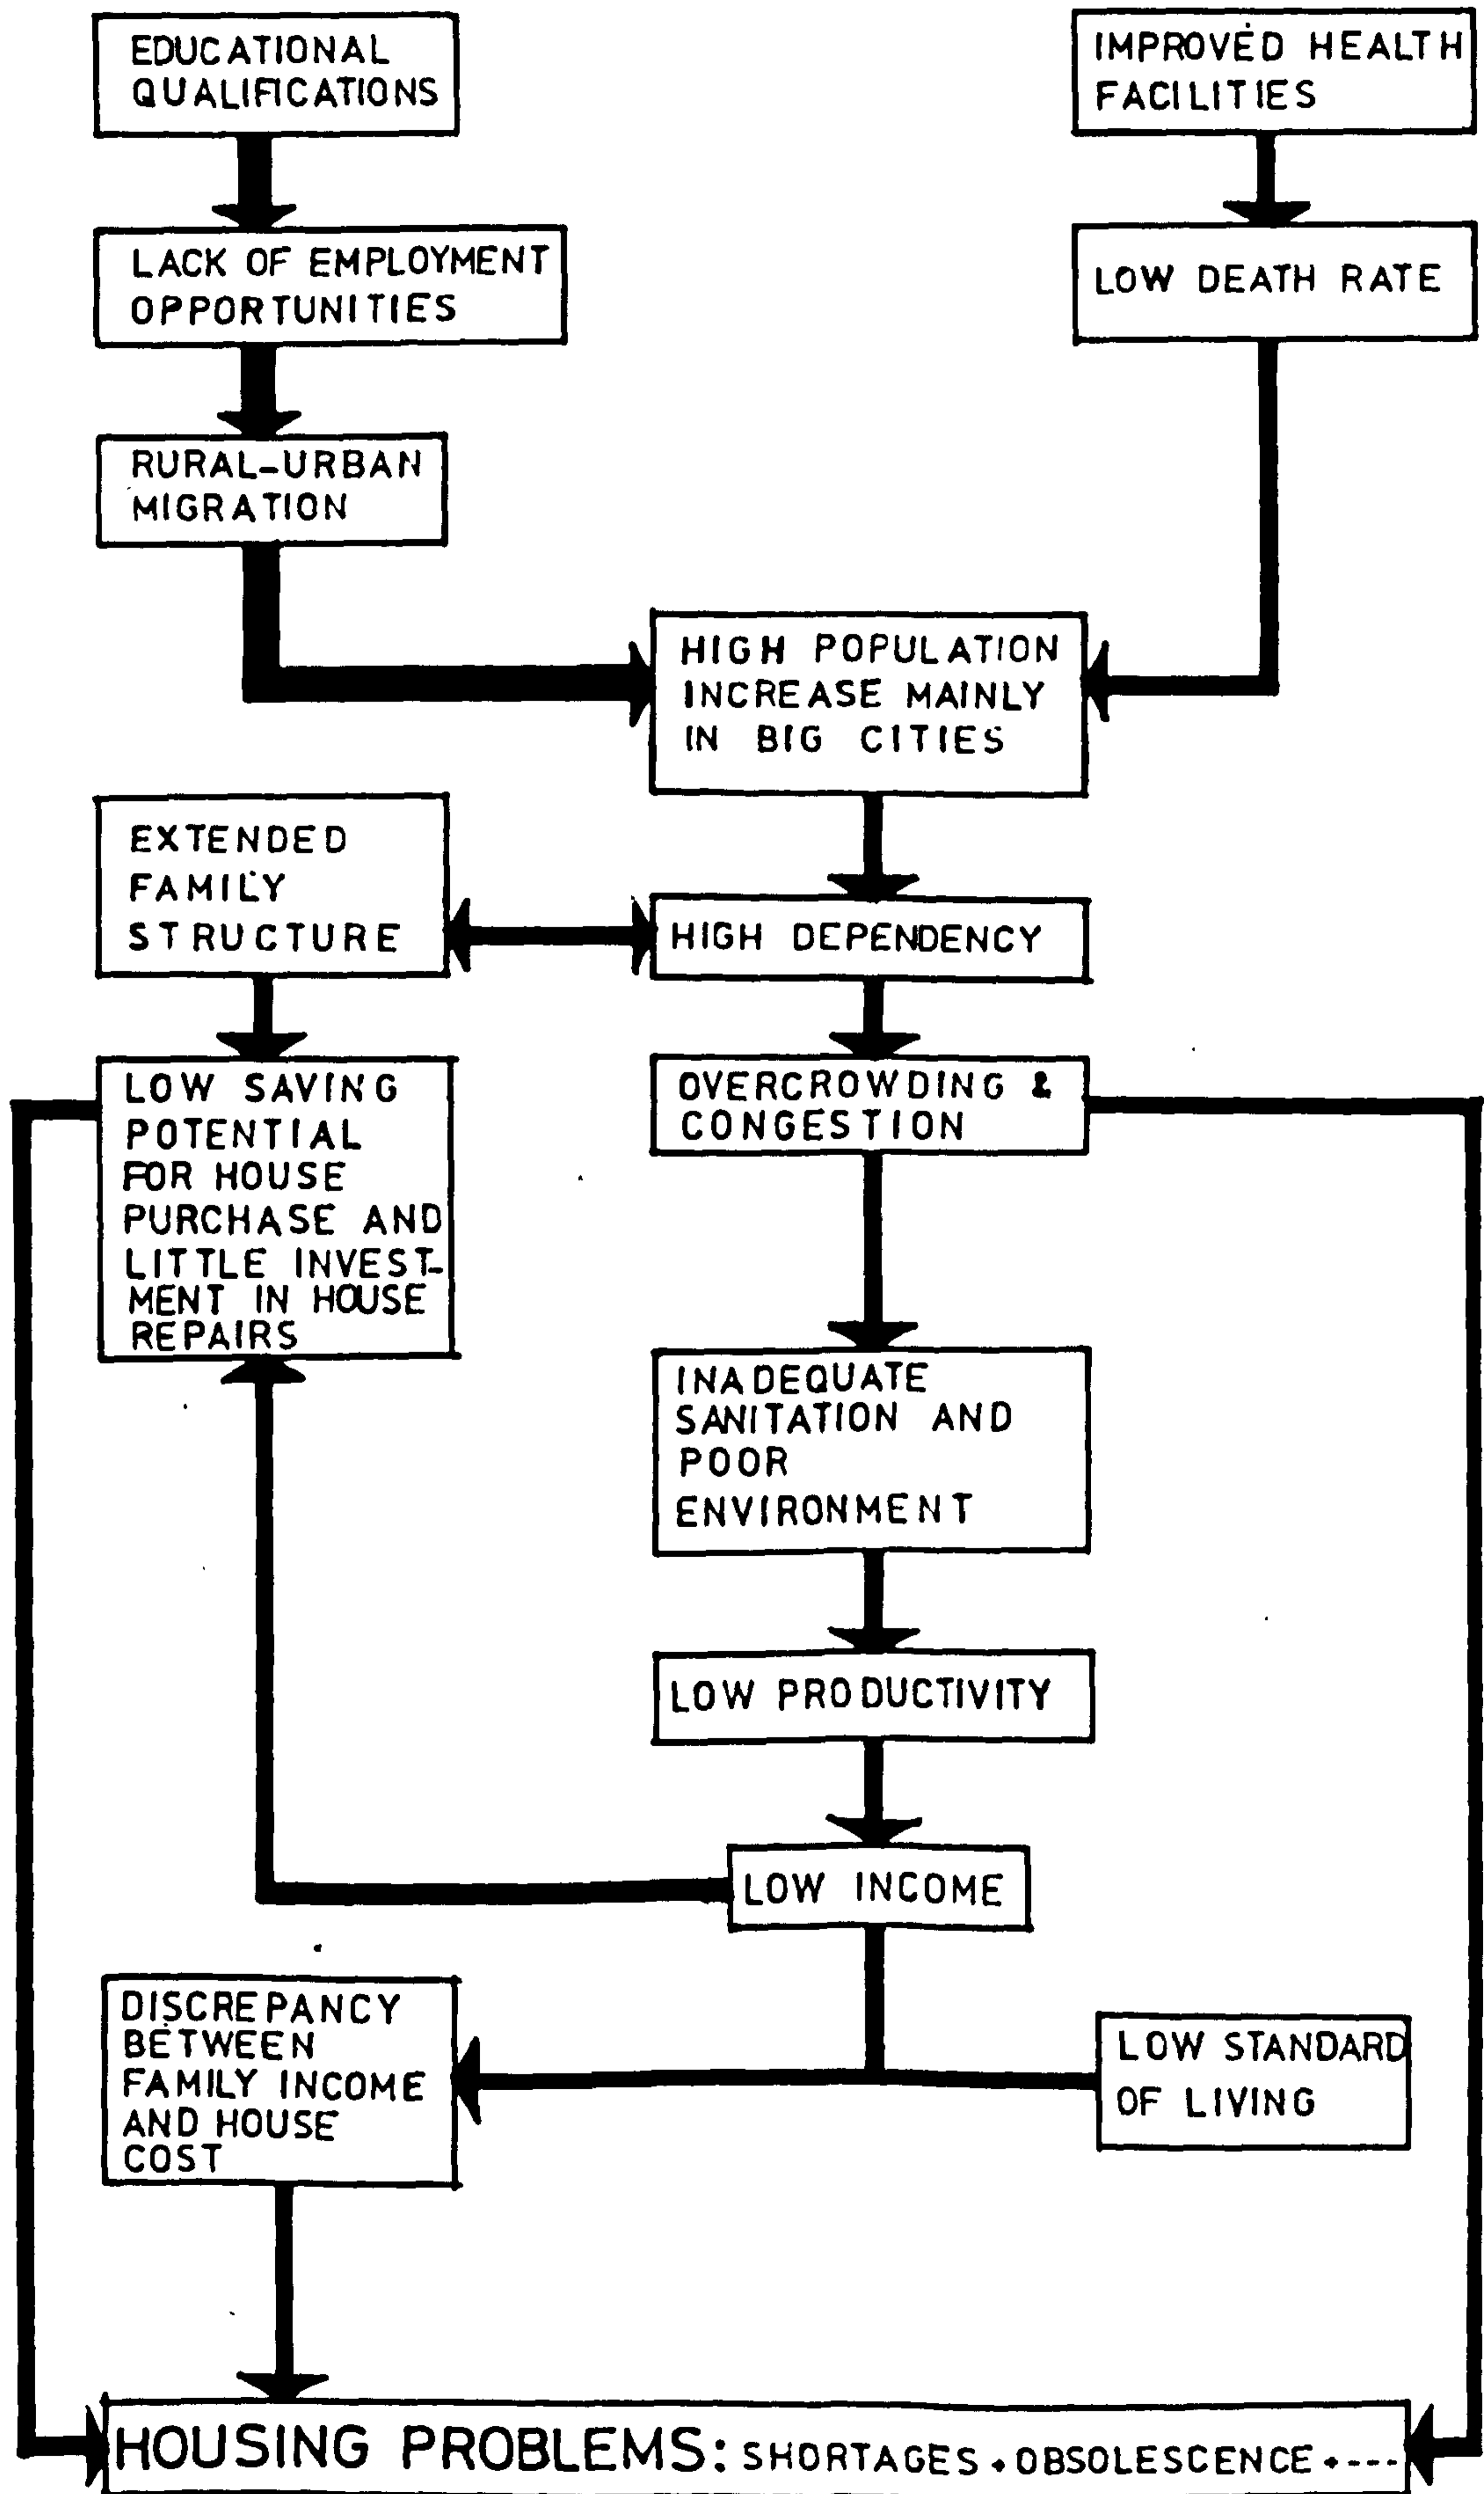 EDUCATIONAL
QUALIFICATIONS
IMPROVED HEALTH
FACILITIES
LACK OF EMPLOYMENT
OPPORTUNITIES
LOW DEATH RATE
RURAL-URBAN
MIGRATION
HIGH POPULATION
INCREASE MAINLY
IN BIG CITIES
EXTENDED
FAMILY
STRUCTURE
HIGH DEPENDENCY
LOW SAVING
POTENTIAL
FOR HOUSE
PURCHASE AND
LITTLE INVEST-
MENT IN HOUSE
REPAIRS
OVERCROWDING &
CONGESTION
INADEQUATE
SANITATION AND
POOR
ENVIRONMENT
LOW PRODUCTIVITY
LOW INCOME
DISCREPANCY
BETWEEN
FAMILY INCOME
AND HOUSE
COST
LOW STANDARD
OF LIVING
HOUSING PROBLEMS: SHORTAGES + OBSOLESCENCE + ---